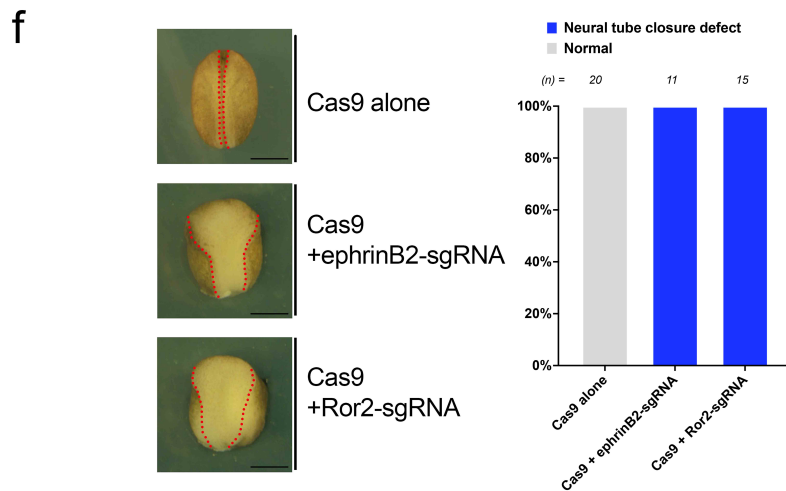 f
Cas9 alone
Cas9
+ephrinB2-sgRNA
Cas9
+Ror2-sgRNA
Neural tube closure defect
Normal
(n) = 20 11 15
100%
80%
60%
40%
20%
0%
Cas9 alone
Cas9 + ephrinB2-sgRNA
Cas9 + Ror2-sgRNA